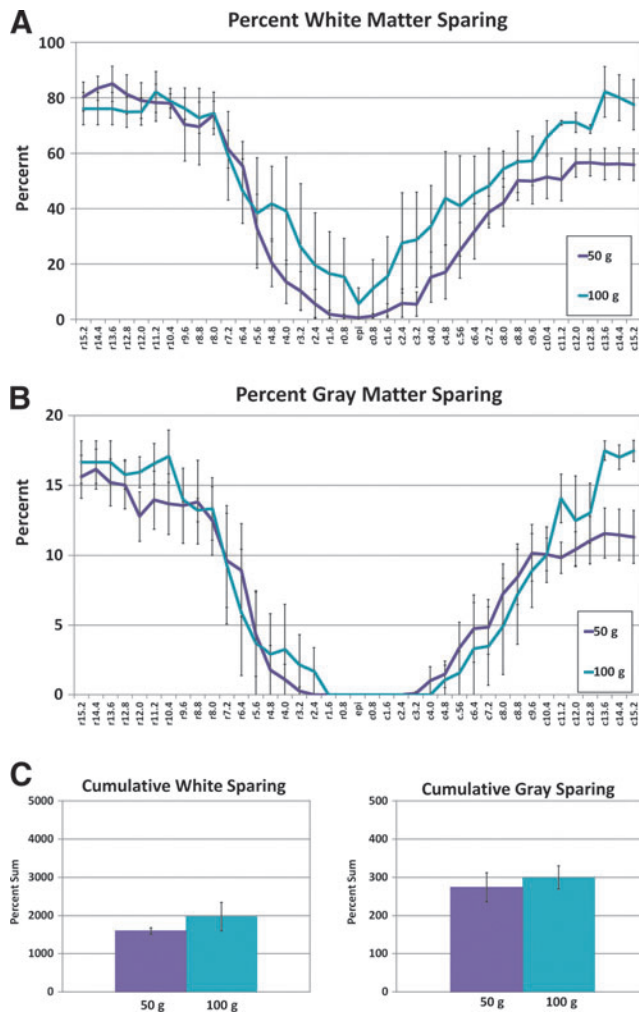 A
Percent White Matter Sparing
Percernt
100
80
60
40
20
0
50 g
100 g
r15.2 r14.4 r13.6 r12.8 r12.0 r11.2 r10.4 r9.6 r8.8 r8.0 r7.2 r6.4 r5.6 r4.8 r4.0 r3.2 r2.4 r1.6 r0.8 epi c0.8 c1.6 c2.4 c3.2 c4.0 c4.8 c.56 c6.4 c7.2 c8.0 c8.8 c9.6 c10.4 c11.2 c12.0 c12.8 c13.6 c14.4 c15.2
B
Percent Gray Matter Sparing
Percernt
20
15
10
5
0
50 g
100 g
r15.2 r14.4 r13.6 r12.8 r12.0 r11.2 r10.4 r9.6 r8.8 r8.0 r7.2 r6.4 r5.6 r4.8 r4.0 r3.2 r2.4 r1.6 r0.8 epi c0.8 c1.6 c2.4 c3.2 c4.0 c4.8 c.56 c6.4 c7.2 c8.0 c8.8 c9.6 c10.4 c11.2 c12.0 c12.8 c13.6 c14.4 c15.2
C
Cumulative White Sparing
Percent Sum
5000
4000
3000
2000
1000
0
50 g 100 g
Cumulative Gray Sparing
Percent Sum
500
400
300
200
100
0
50 g 100 g